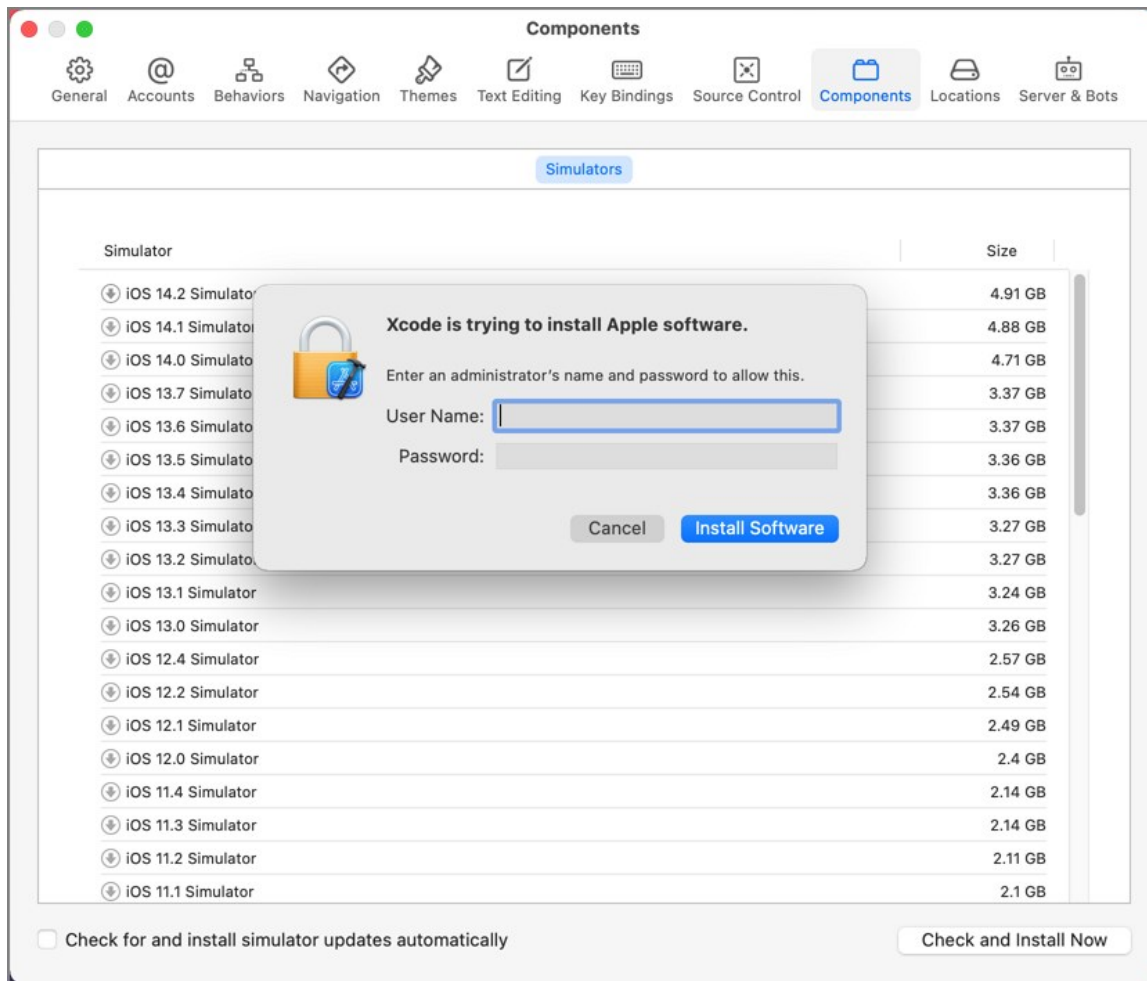 Components
General Accounts Behaviors Navigation Themes Text Editing Key Bindings Source Control Components Locations Server & Bots
Simulators
Simulator Size
iOS 14.2 Simulato 4.91 GB
iOS 14.1 Simulator 4.88 GB
iOS 14.0 Simulato 4.71 GB
iOS 13.7 Simulato 3.37 GB
iOS 13.6 Simulato 3.37 GB
iOS 13.5 Simulato 3.36 GB
iOS 13.4 Simulato 3.36 GB
iOS 13.3 Simulato 3.27 GB
iOS 13.2 Simulato 3.27 GB
iOS 13.1 Simulator 3.24 GB
iOS 13.0 Simulator 3.26 GB
iOS 12.4 Simulator 2.57 GB
iOS 12.2 Simulator 2.54 GB
iOS 12.1 Simulator 2.49 GB
iOS 12.0 Simulator 2.4 GB
iOS 11.4 Simulator 2.14 GB
iOS 11.3 Simulator 2.14 GB
iOS 11.2 Simulator 2.11 GB
iOS 11.1 Simulator 2.1 GB
Xcode is trying to install Apple software.
Enter an administrator's name and password to allow this.
User Name:
Password:
Cancel Install Software
Check for and install simulator updates automatically Check and Install Now